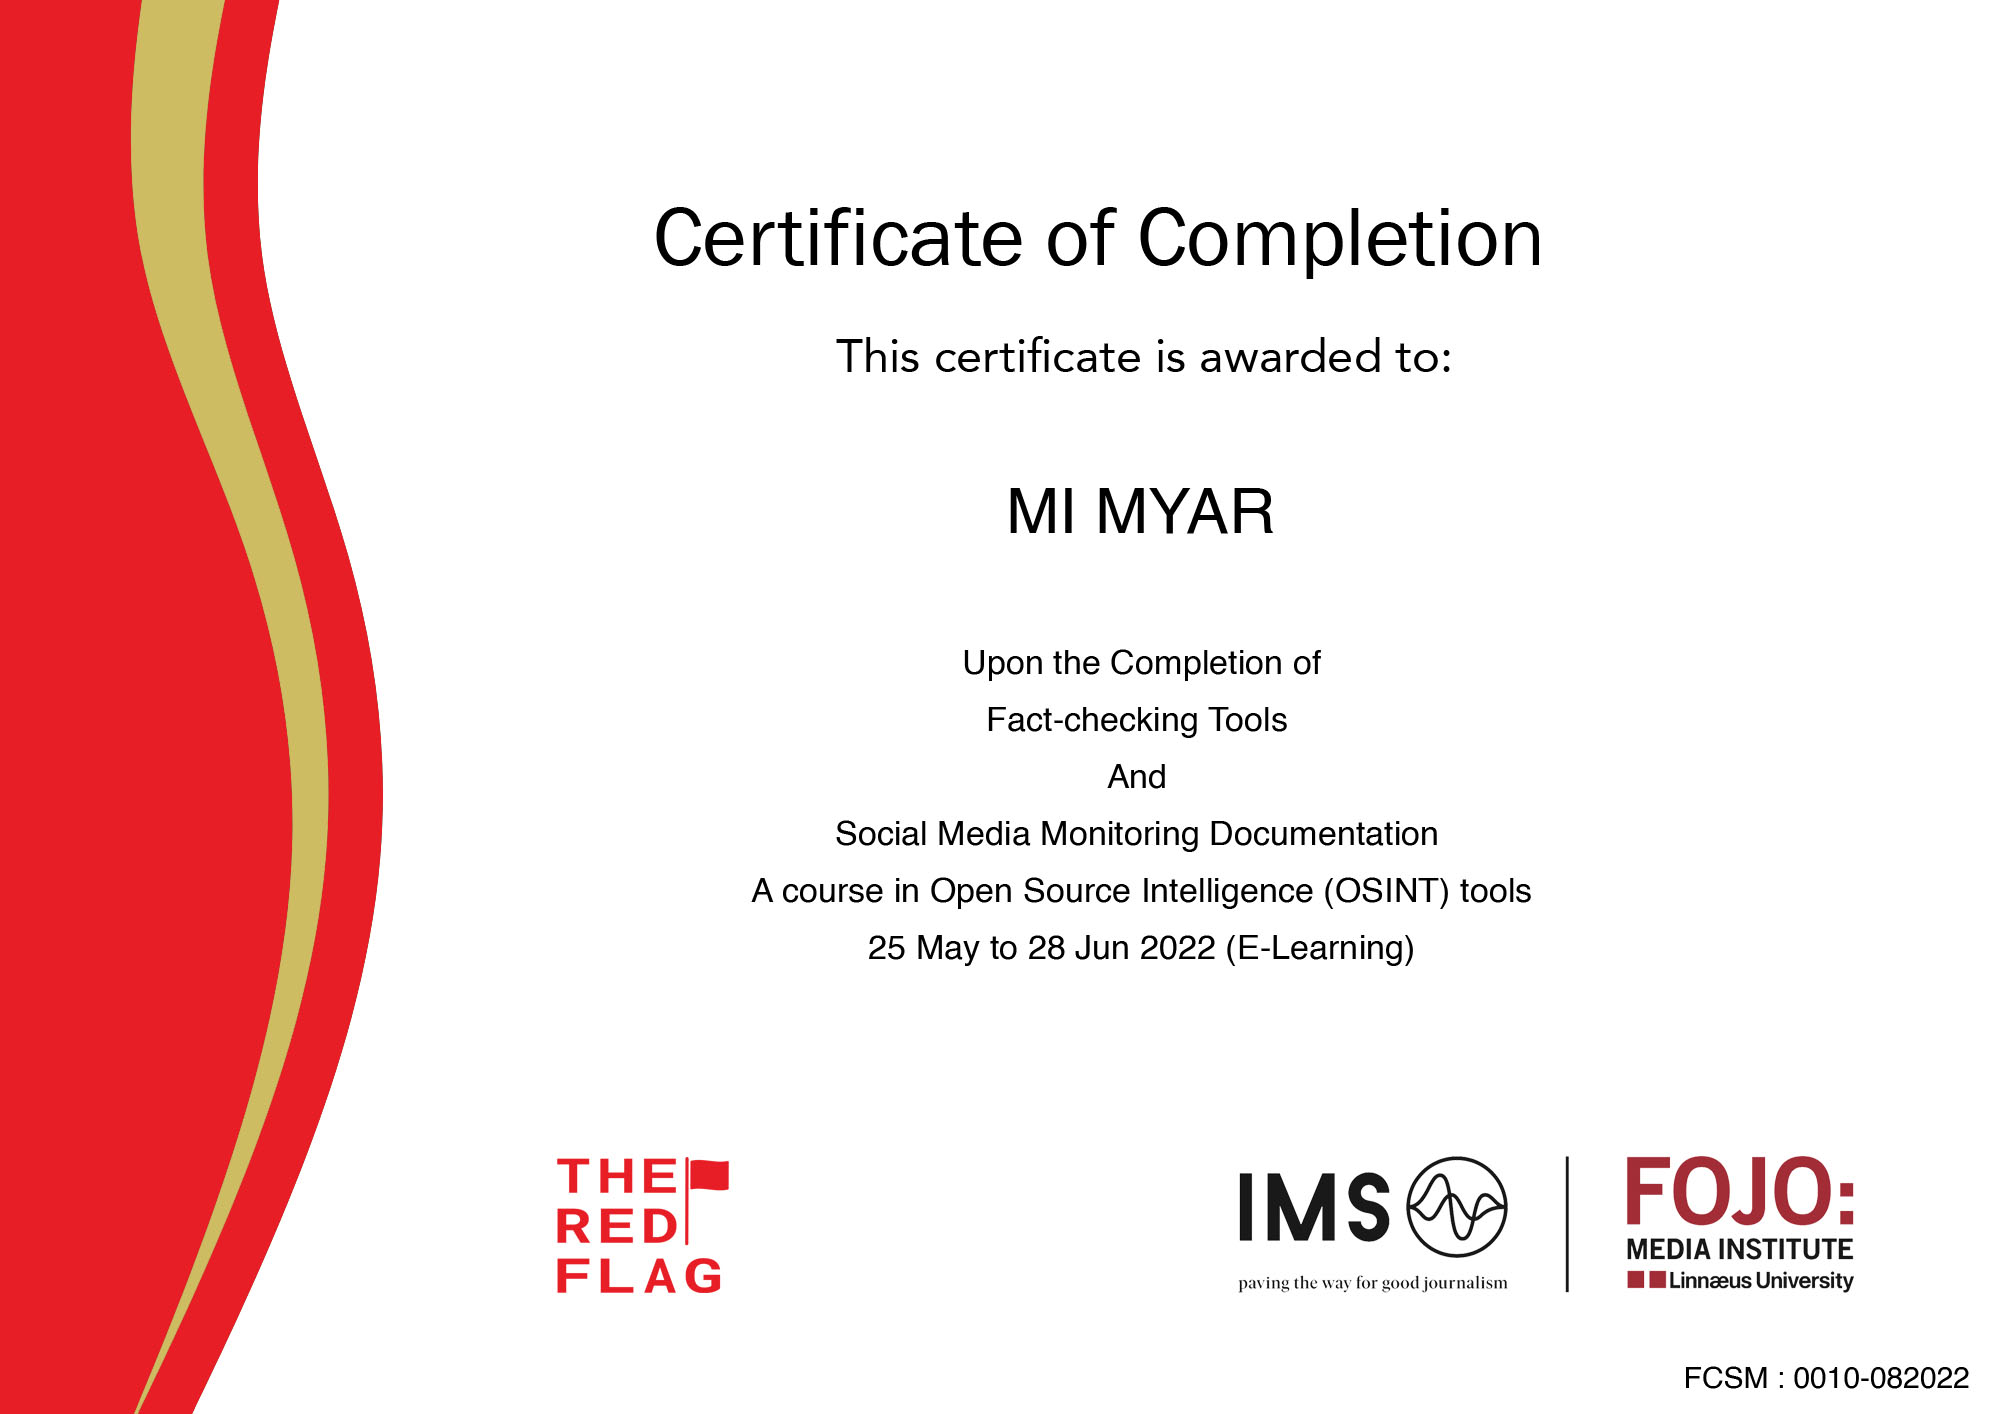 Certificate of Completion
This certificate is awarded to:
MI MYAR
Upon the Completion of
Fact-checking Tools
And
Social Media Monitoring Documentation
A course in Open Source Intelligence (OSINT) tools
25 May to 28 Jun 2022 (E-Learning)
THE
RED
FLAG
IMS
paving the way for good journalism
FOJO:
MEDIA INSTITUTE
Linnæus University
FCSM : 0010-082022